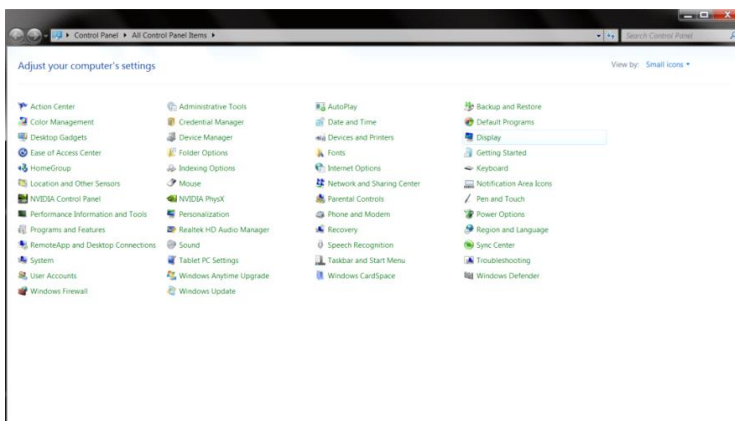 Control Panel ▸ All Control Panel Items ▸
Search Control Panel
Adjust your computer's settings
View by: Small icons
Action Center
Administrative Tools
AutoPlay
Backup and Restore
Color Management
Credential Manager
Date and Time
Default Programs
Desktop Gadgets
Device Manager
Devices and Printers
Display
Ease of Access Center
Folder Options
Fonts
Getting Started
HomeGroup
Indexing Options
Internet Options
Keyboard
Location and Other Sensors
Mouse
Network and Sharing Center
Notification Area Icons
NVIDIA Control Panel
NVIDIA PhysX
Parental Controls
Pen and Touch
Performance Information and Tools
Personalization
Phone and Modem
Power Options
Programs and Features
Realtek HD Audio Manager
Recovery
Region and Language
RemoteApp and Desktop Connections
Sound
Speech Recognition
Sync Center
System
Tablet PC Settings
Taskbar and Start Menu
Troubleshooting
User Accounts
Windows Anytime Upgrade
Windows CardSpace
Windows Defender
Windows Firewall
Windows Update